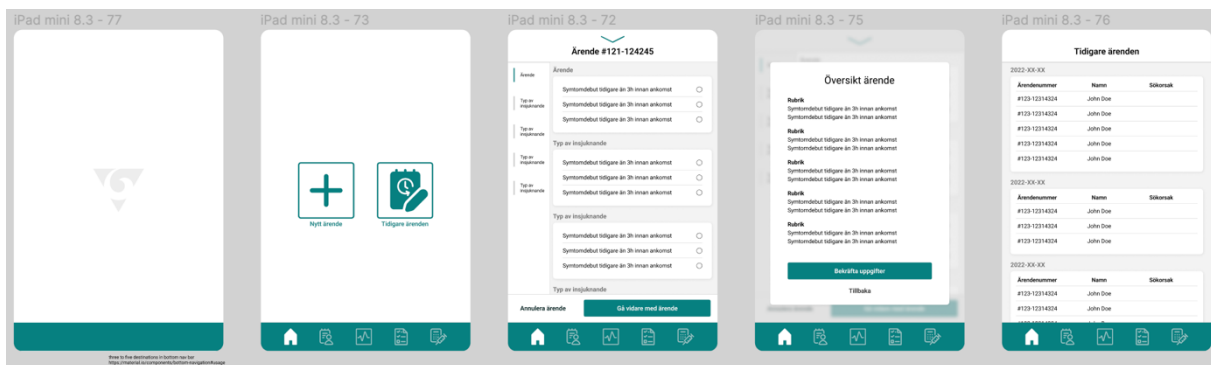 iPad mini 8.3 - 77
iPad mini 8.3 - 73
iPad mini 8.3 - 72
iPad mini 8.3 - 75
iPad mini 8.3 - 76
three to five destinations in bottom nav bar
https://material.io/components/bottom-navigation#usage
Nytt ärende
Tidigare ärenden
Ärende #121-124245
Ärende
Typ av
insjuknande
Typ av
insjuknande
Typ av
insjuknande
Typ av
insjuknande
Ärende
Symtomdebut tidigare än 3h innan ankomst
Symtomdebut tidigare än 3h innan ankomst
Symtomdebut tidigare än 3h innan ankomst
Typ av insjuknande
Symtomdebut tidigare än 3h innan ankomst
Symtomdebut tidigare än 3h innan ankomst
Symtomdebut tidigare än 3h innan ankomst
Typ av insjuknande
Symtomdebut tidigare än 3h innan ankomst
Symtomdebut tidigare än 3h innan ankomst
Symtomdebut tidigare än 3h innan ankomst
Typ av insjuknande
Annulera ärende
Gå vidare med ärende
Översikt ärende
Rubrik
Symtomdebut tidigare än 3h innan ankomst
Symtomdebut tidigare än 3h innan ankomst
Rubrik
Symtomdebut tidigare än 3h innan ankomst
Symtomdebut tidigare än 3h innan ankomst
Rubrik
Symtomdebut tidigare än 3h innan ankomst
Symtomdebut tidigare än 3h innan ankomst
Rubrik
Symtomdebut tidigare än 3h innan ankomst
Symtomdebut tidigare än 3h innan ankomst
Rubrik
Symtomdebut tidigare än 3h innan ankomst
Symtomdebut tidigare än 3h innan ankomst
Bekräfta uppgifter
Tillbaka
Tidigare ärenden
2022-XX-XX
Ärendenummer Namn Sökorsak
#123-12314324 John Doe
#123-12314324 John Doe
#123-12314324 John Doe
#123-12314324 John Doe
#123-12314324 John Doe
2022-XX-XX
Ärendenummer Namn Sökorsak
#123-12314324 John Doe
#123-12314324 John Doe
#123-12314324 John Doe
2022-XX-XX
Ärendenummer Namn Sökorsak
#123-12314324 John Doe
#123-12314324 John Doe